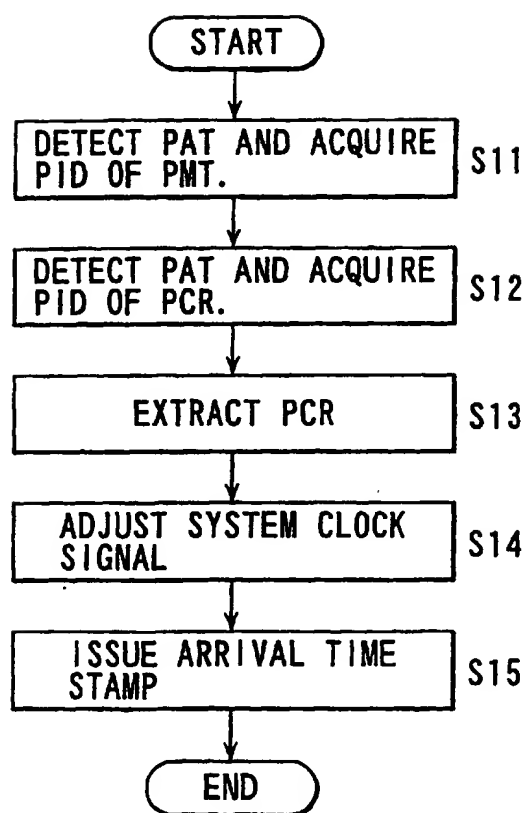 START
DETECT PAT AND ACQUIRE
PID OF PMT.
S11
DETECT PAT AND ACQUIRE
PID OF PCR.
S12
EXTRACT PCR
S13
ADJUST SYSTEM CLOCK
SIGNAL
S14
ISSUE ARRIVAL TIME
STAMP
S15
END